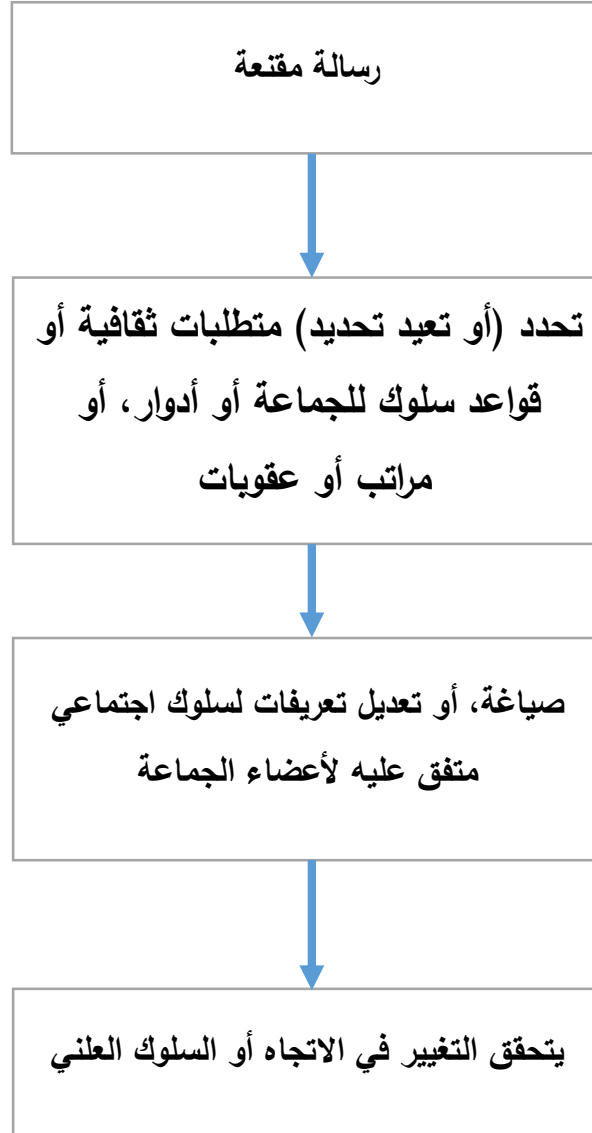 رسالة مقنعة
تحدد (أو تعيد تحديد) متطلبات ثقافية أو
قواعد سلوك للجماعة أو أدوار، أو
مراتب أو عقوبات
صياغة، أو تعديل تعريفات لسلوك اجتماعي
متفق عليه لأعضاء الجماعة
يتحقق التغيير في الاتجاه أو السلوك العلني